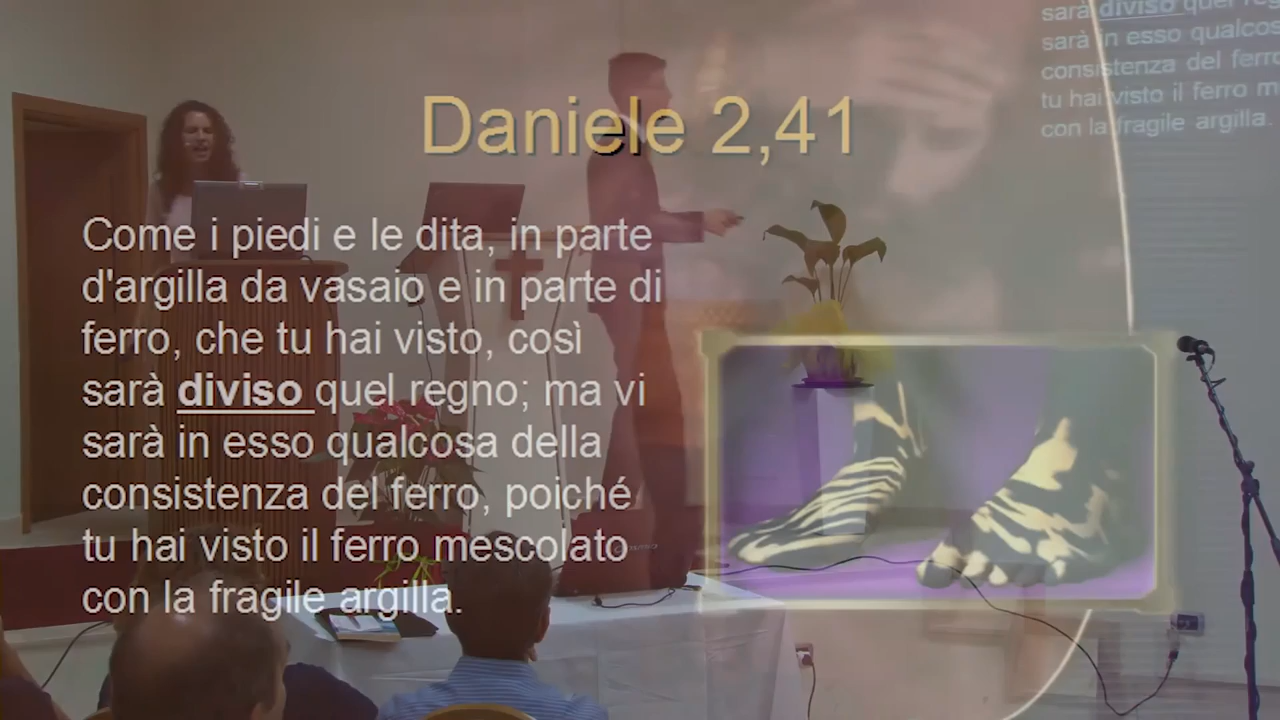 Daniele 2,41
Come i piedi e le dita, in parte
d'argilla da vasaio e in parte di
ferro, che tu hai visto, così
sarà diviso quel regno; ma vi
sarà in esso qualcosa della
consistenza del ferro, poiché
tu hai visto il ferro mescolato
con la fragile argilla.
sarà diviso quel
sarà in esso
consistenza del
tu hai visto il ferro
con la fragile argilla.